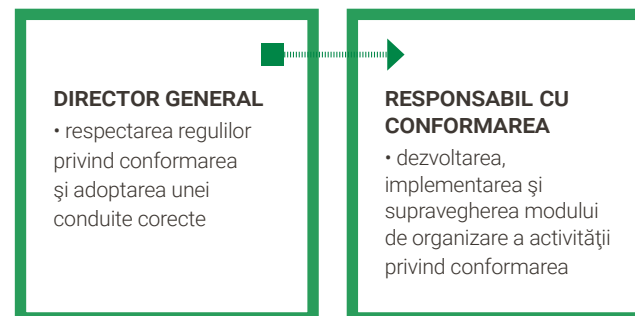 DIRECTOR GENERAL
• respectarea regulilor
privind conformarea
şi adoptarea unei
conduite corecte
RESPONSABIL CU
CONFORMAREA
• dezvoltarea,
implementarea şi
supravegherea modului
de organizare a activităţii
privind conformarea